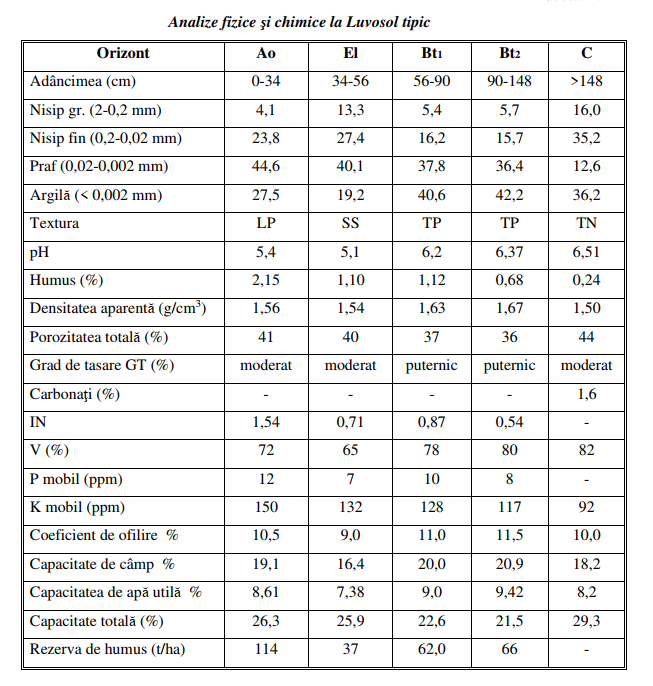 Analize fizice şi chimice la Luvosol tipic
Orizont Ao El Bt1 Bt2 C
Adâncimea (cm) 0-34 34-56 56-90 90-148 >148
Nisip gr. (2-0,2 mm) 4,1 13,3 5,4 5,7 16,0
Nisip fin (0,2-0,02 mm) 23,8 27,4 16,2 15,7 35,2
Praf (0,02-0,002 mm) 44,6 40,1 37,8 36,4 12,6
Argilă (< 0,002 mm) 27,5 19,2 40,6 42,2 36,2
Textura LP SS TP TP TN
pH 5,4 5,1 6,2 6,37 6,51
Humus (%) 2,15 1,10 1,12 0,68 0,24
Densitatea aparentă (g/cm³) 1,56 1,54 1,63 1,67 1,50
Porozitatea totală (%) 41 40 37 36 44
Grad de tasare GT (%) moderat moderat puternic puternic moderat
Carbonaţi (%) - - - - 1,6
IN 1,54 0,71 0,87 0,54 -
V (%) 72 65 78 80 82
P mobil (ppm) 12 7 10 8 -
K mobil (ppm) 150 132 128 117 92
Coeficient de ofilire % 10,5 9,0 11,0 11,5 10,0
Capacitate de câmp % 19,1 16,4 20,0 20,9 18,2
Capacitatea de apă utilă % 8,61 7,38 9,0 9,42 8,2
Capacitate totală (%) 26,3 25,9 22,6 21,5 29,3
Rezerva de humus (t/ha) 114 37 62,0 66 -